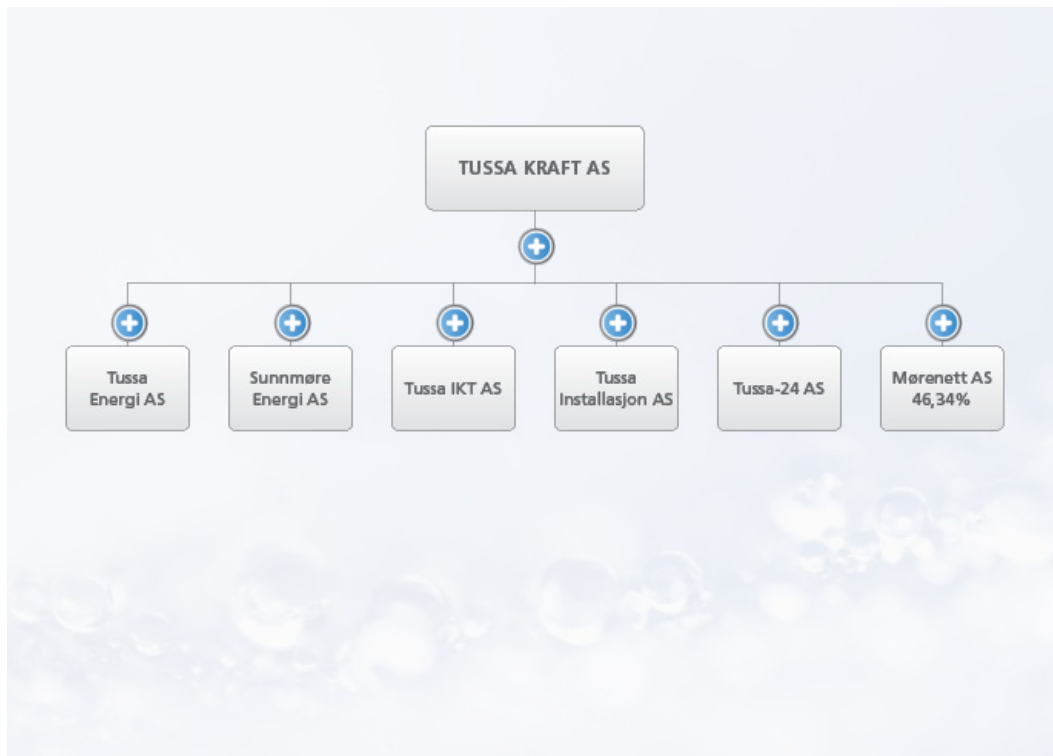 TUSSA KRAFT AS
Tussa
Energi AS
Sunnmøre
Energi AS
Tussa IKT AS
Tussa
Installasjon AS
Tussa-24 AS
Mørenett AS
46,34%